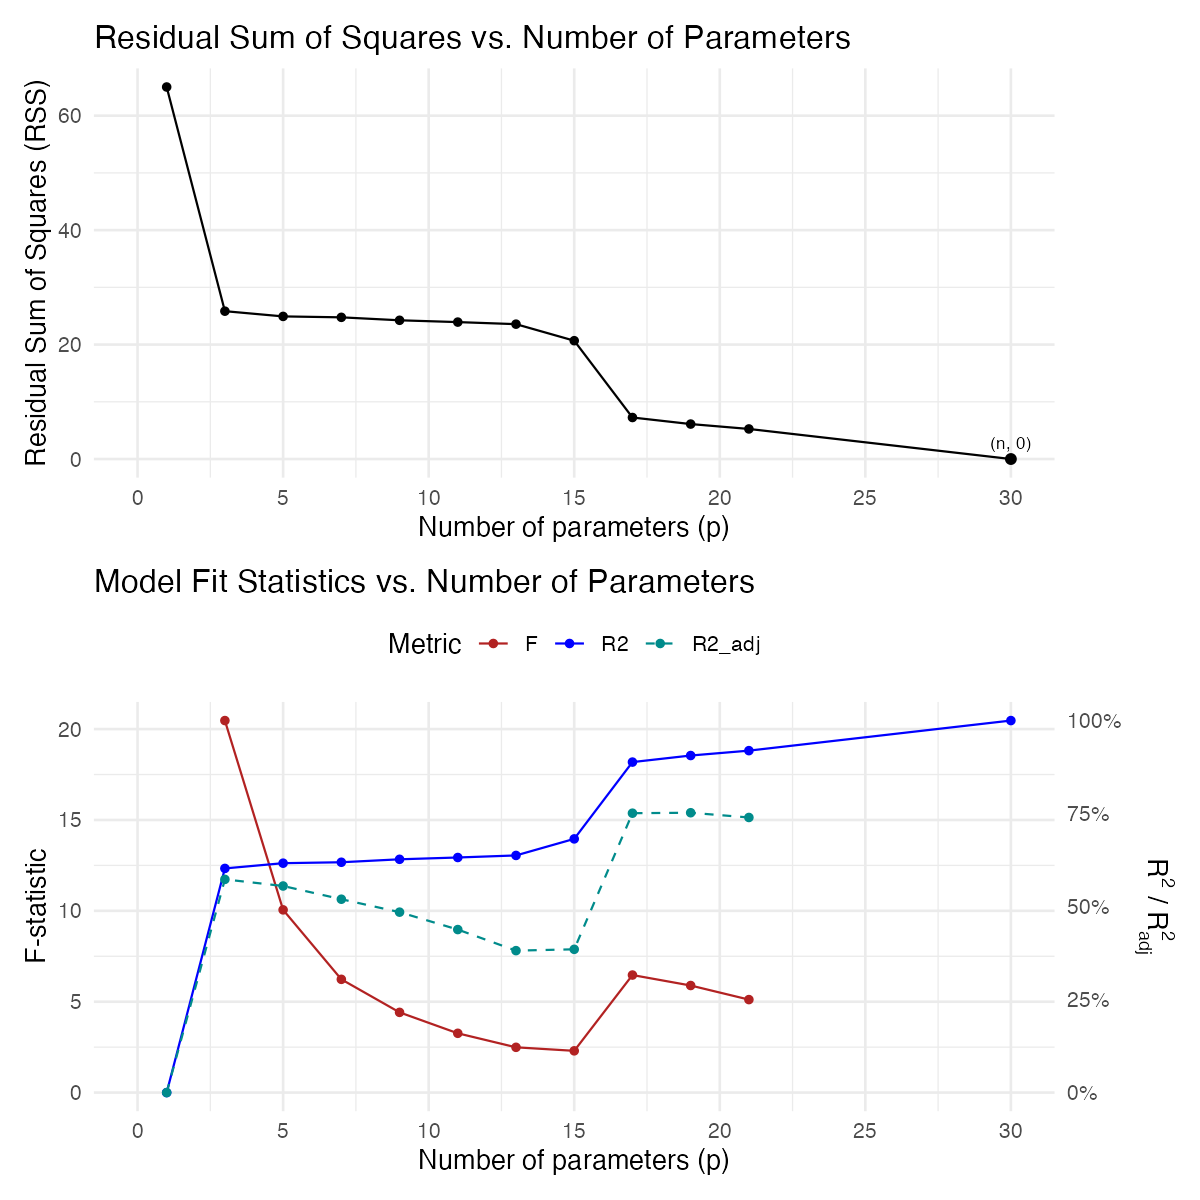 Residual Sum of Squares vs. Number of Parameters
Residual Sum of Squares (RSS)
60
40
20
0
(n, 0)
0 5 10 15 20 25 30
Number of parameters (p)
Model Fit Statistics vs. Number of Parameters
Metric F R2 R2_adj
F-statistic
20
15
10
5
0
100%
75%
50%
25%
0%
R² / R²adj
0 5 10 15 20 25 30
Number of parameters (p)